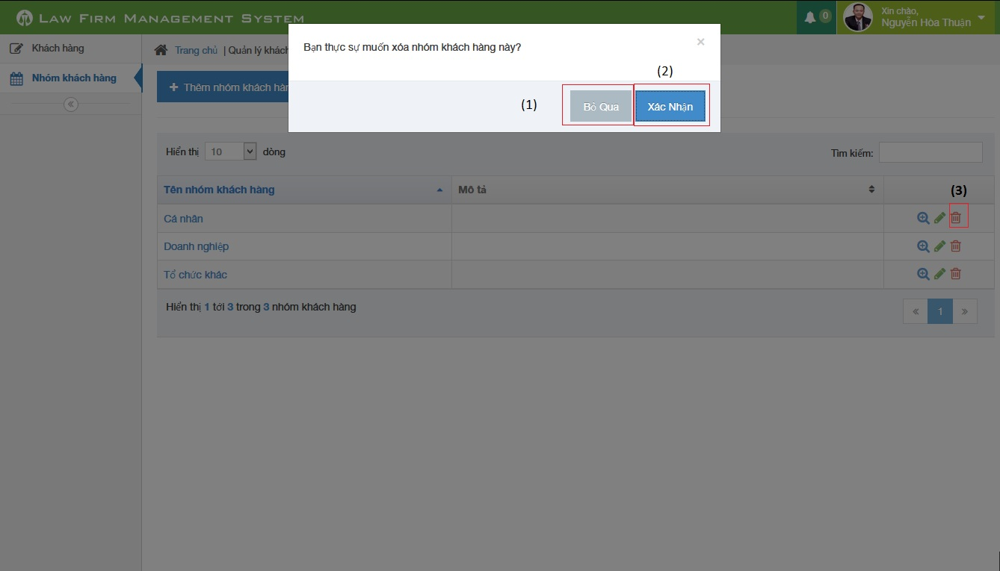 LAW FIRM MANAGEMENT SYSTEM
0
Xin chào,
Nguyễn Hòa Thuận
Khách hàng
Nhóm khách hàng
Trang chủ | Quản lý khách
+ Thêm nhóm khách hàn
Bạn thực sự muốn xóa nhóm khách hàng này?
×
(1)
(2)
Bỏ Qua
Xác Nhận
Hiển thị 10 dòng
Tìm kiếm:
(3)
Tên nhóm khách hàng Mô tả
Cá nhân
Doanh nghiệp
Tổ chức khác
Hiển thị 1 tới 3 trong 3 nhóm khách hàng
« 1 »